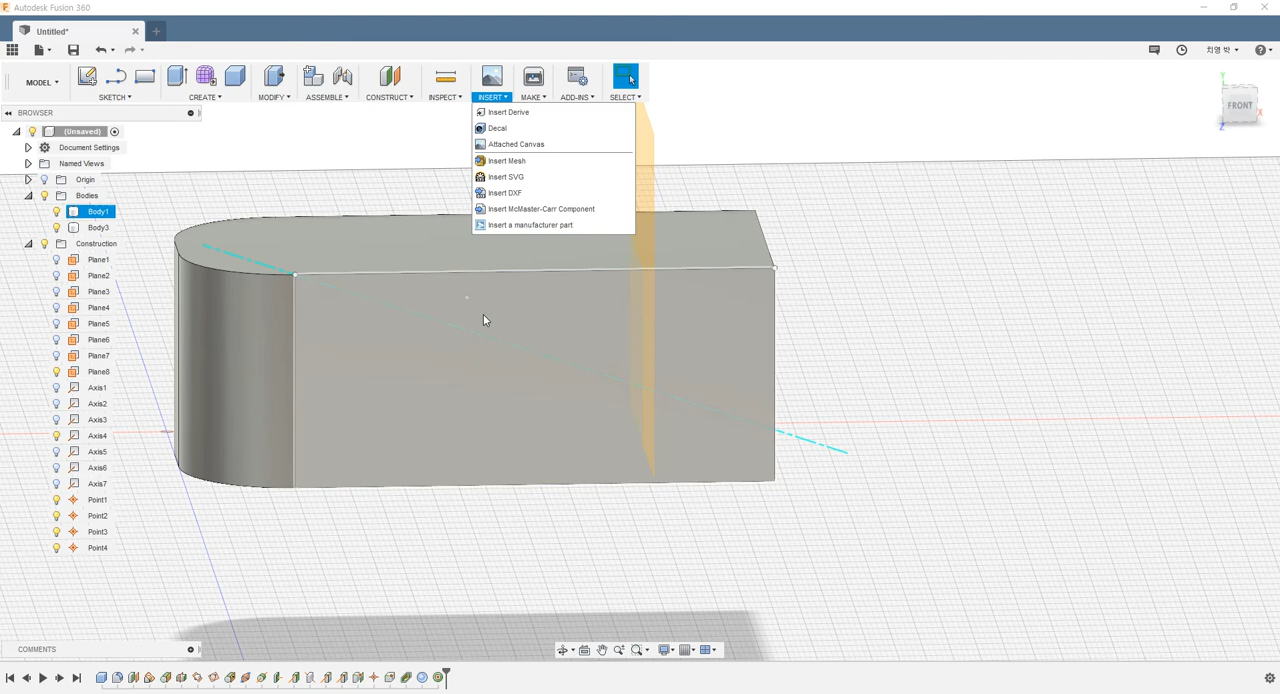 Autodesk Fusion 360
Untitled*
치영 박
MODEL
SKETCH
CREATE
MODIFY
ASSEMBLE
CONSTRUCT
INSPECT
INSERT
MAKE
ADD-INS
SELECT
BROWSER
(Unsaved)
Document Settings
Named Views
Origin
Bodies
Body1
Body3
Construction
Plane1
Plane2
Plane3
Plane4
Plane5
Plane6
Plane7
Plane8
Axis1
Axis2
Axis3
Axis4
Axis5
Axis6
Axis7
Point1
Point2
Point3
Point4
Insert Derive
Decal
Attached Canvas
Insert Mesh
Insert SVG
Insert DXF
Insert McMaster-Carr Component
Insert a manufacturer part
Y
FRONT
X
Z
COMMENTS